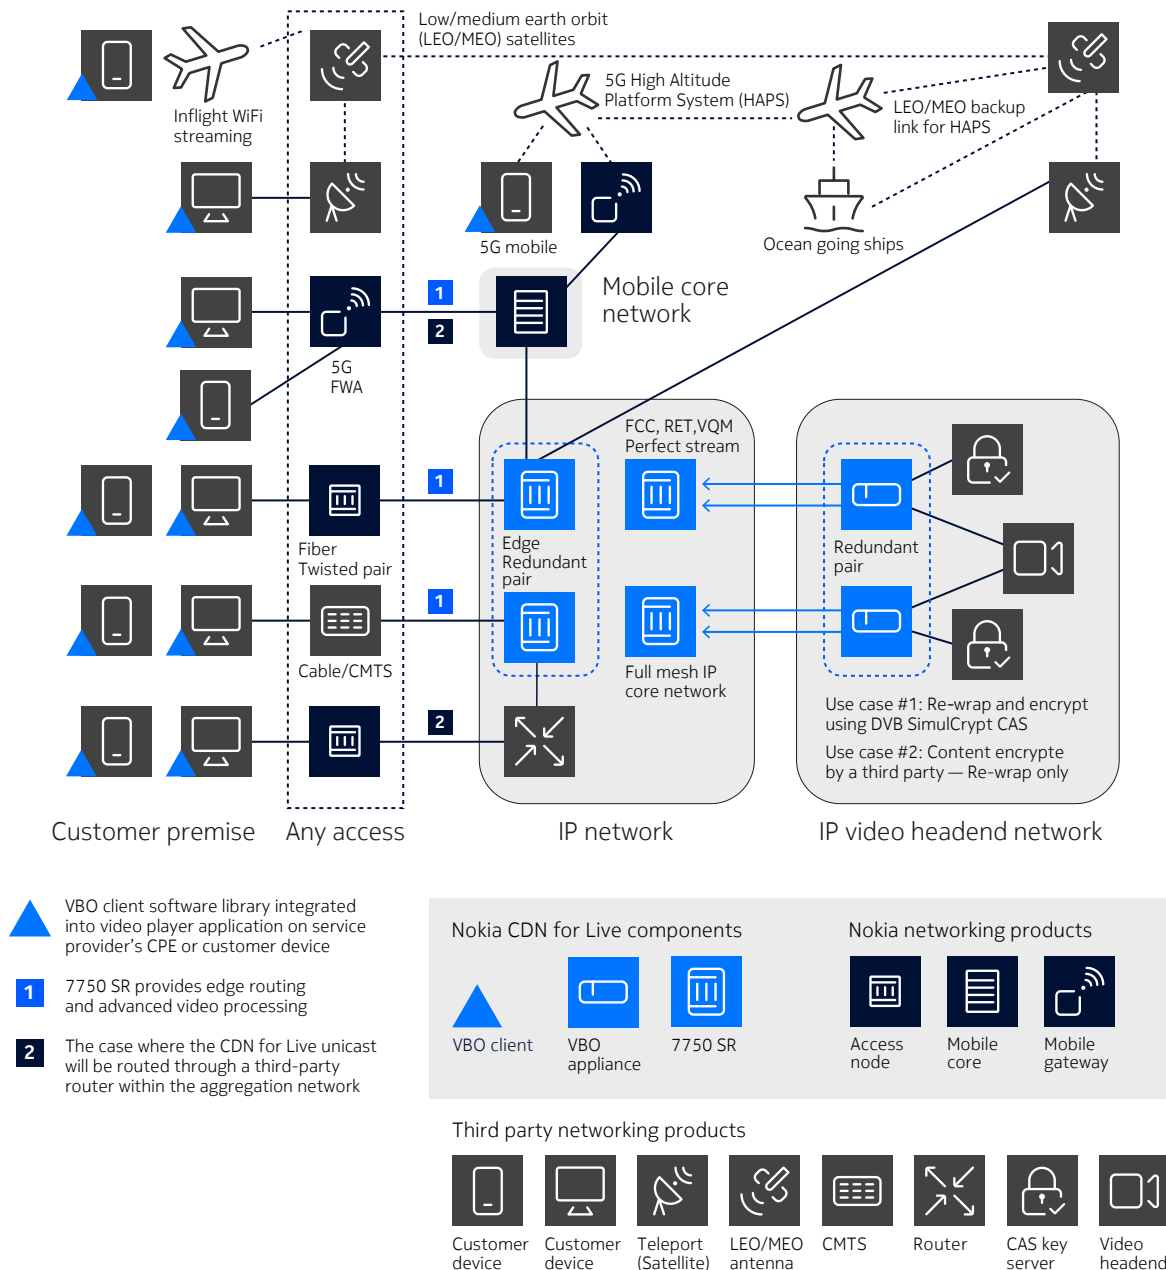 Low/medium earth orbit
(LEO/MEO) satellites
5G High Altitude
Platform System (HAPS)
LEO/MEO backup
link for HAPS
Inflight WiFi
streaming
5G mobile
Ocean going ships
1
2
Mobile core
network
5G
FWA
FCC, RET,VQM
Perfect stream
1
Fiber
Twisted pair
Edge
Redundant
pair
Redundant
pair
1
Cable/CMTS
Full mesh IP
core network
2
Use case #1: Re-wrap and encrypt
using DVB SimulCrypt CAS
Use case #2: Content encrypte
by a third party — Re-wrap only
Customer premise
Any access
IP network
IP video headend network
VBO client software library integrated
into video player application on service
provider's CPE or customer device
1
7750 SR provides edge routing
and advanced video processing
2
The case where the CDN for Live unicast
will be routed through a third-party
router within the aggregation network
Nokia CDN for Live components
VBO client
VBO
appliance
7750 SR
Nokia networking products
Access
node
Mobile
core
Mobile
gateway
Third party networking products
Customer
device
Customer
device
Teleport
(Satellite)
LEO/MEO
antenna
CMTS
Router
CAS key
server
Video
headend